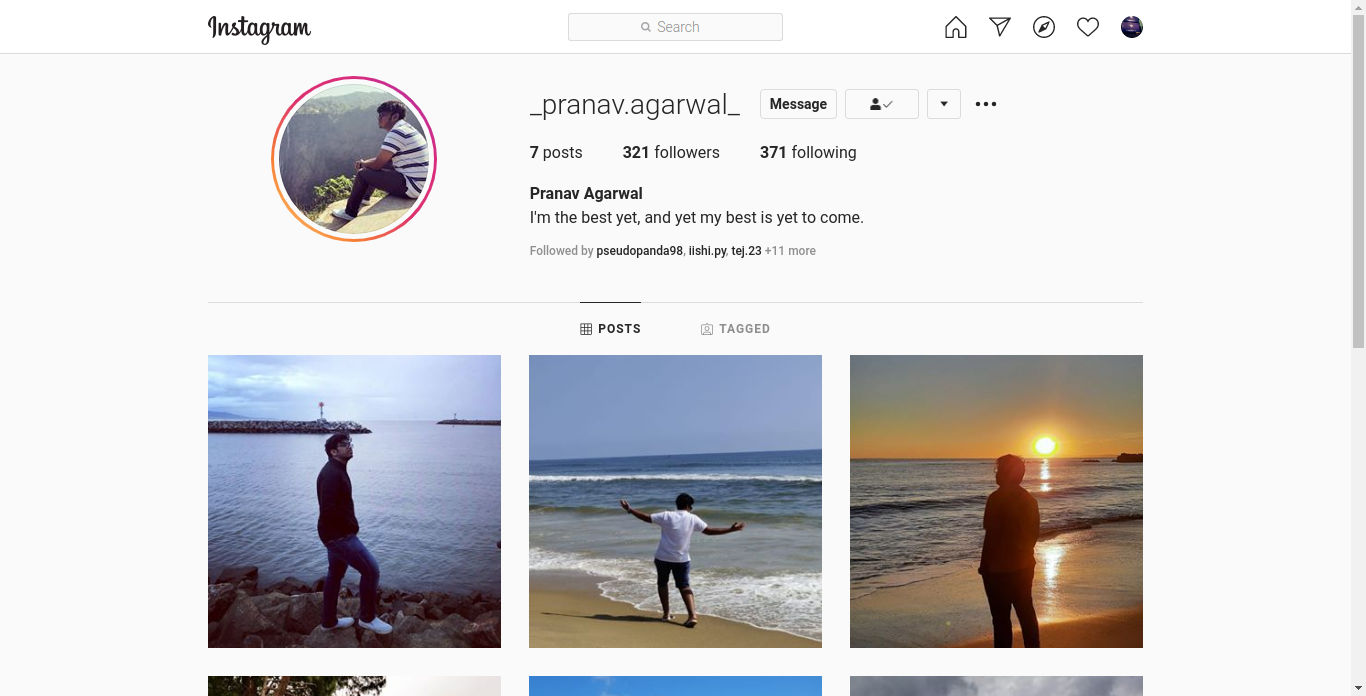 Instagram
Search
_pranav.agarwal_
Message
7 posts 321 followers 371 following
Pranav Agarwal
I'm the best yet, and yet my best is yet to come.
Followed by pseudopanda98, iishi.py, tej.23 +11 more
POSTS TAGGED